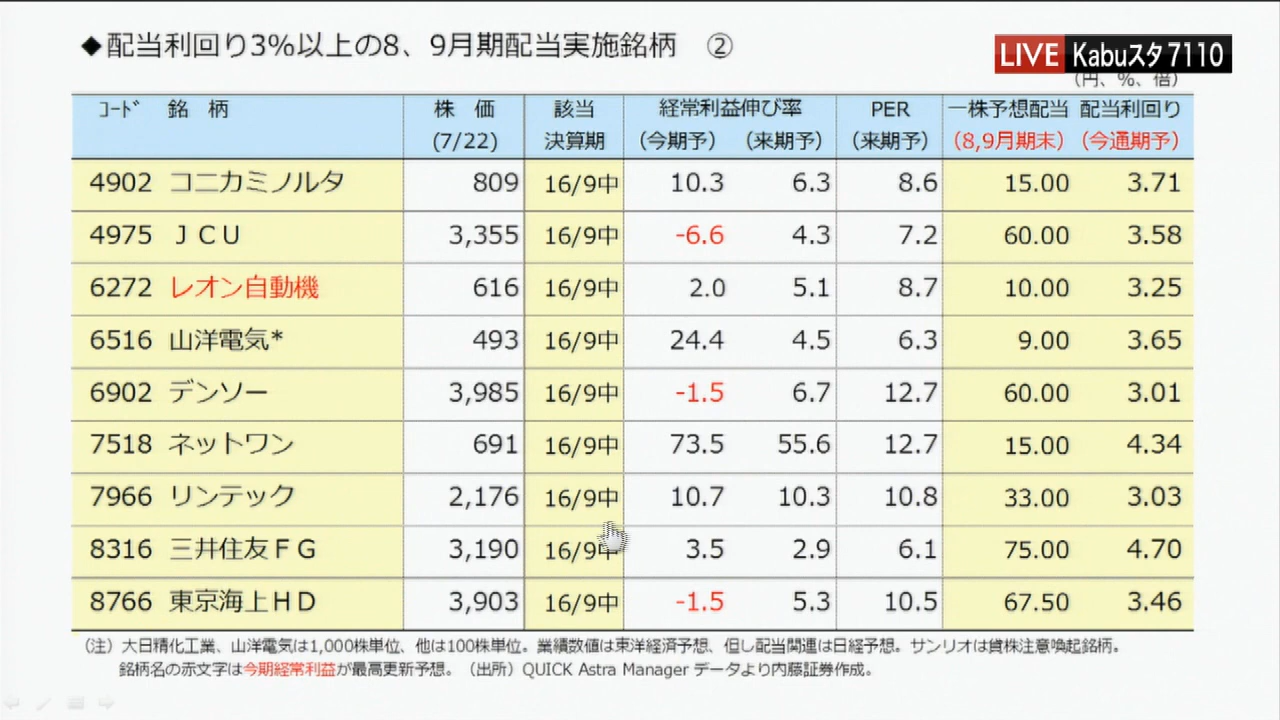 ◆配当利回り3%以上の8、9月期配当実施銘柄　②
LIVE Kabuスタ7110
(円、%、倍)
ｺｰﾄﾞ 銘　柄 株　価 該当 経常利益伸び率 PER 一株予想配当 配当利回り
(7/22) 決算期 (今期予) (来期予) (来期予) (8,9月期末) (今通期予)
4902 コニカミノルタ 809 16/9中 10.3 6.3 8.6 15.00 3.71
4975 ＪＣＵ 3,355 16/9中 -6.6 4.3 7.2 60.00 3.58
6272 レオン自動機 616 16/9中 2.0 5.1 8.7 10.00 3.25
6516 山洋電気* 493 16/9中 24.4 4.5 6.3 9.00 3.65
6902 デンソー 3,985 16/9中 -1.5 6.7 12.7 60.00 3.01
7518 ネットワン 691 16/9中 73.5 55.6 12.7 15.00 4.34
7966 リンテック 2,176 16/9中 10.7 10.3 10.8 33.00 3.03
8316 三井住友ＦＧ 3,190 16/9中 3.5 2.9 6.1 75.00 4.70
8766 東京海上ＨＤ 3,903 16/9中 -1.5 5.3 10.5 67.50 3.46
(注）大日精化工業、山洋電気は1,000株単位、他は100株単位。業績数値は東洋経済予想、但し配当関連は日経予想。サンリオは貸株注意喚起銘柄。
銘柄名の赤文字は今期経常利益が最高更新予想。（出所）QUICK Astra Manager データより内藤証券作成。